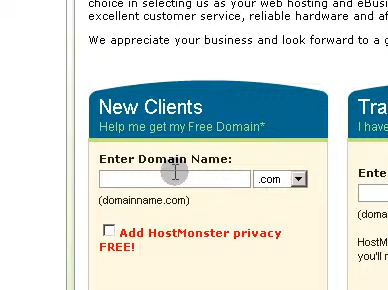 choice in selecting us as your web hosting and eBusi
excellent customer service, reliable hardware and af
We appreciate your business and look forward to a g
New Clients
Help me get my Free Domain*
Enter Domain Name:
.com
(domainname.com)
Add HostMonster privacy
FREE!
Tra
I have
Ente
(doma
HostM
you'll r